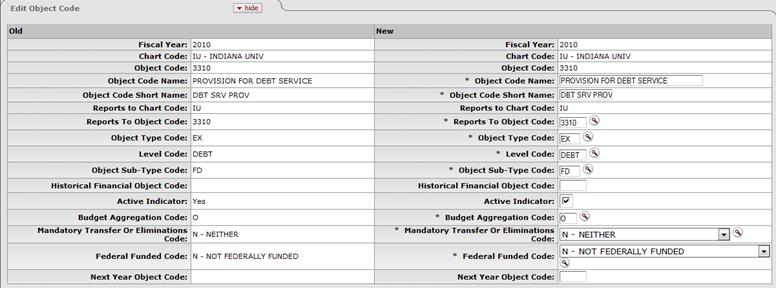 Edit Object Code ▼ hide
Old New
Fiscal Year: 2010 Fiscal Year: 2010
Chart Code: IU - INDIANA UNIV Chart Code: IU - INDIANA UNIV
Object Code: 3310 Object Code: 3310
Object Code Name: PROVISION FOR DEBT SERVICE * Object Code Name: PROVISION FOR DEBT SERVICE
Object Code Short Name: DBT SRV PROV * Object Code Short Name: DBT SRV PROV
Reports to Chart Code: IU Reports to Chart Code: IU
Reports To Object Code: 3310 * Reports To Object Code: 3310
Object Type Code: EX * Object Type Code: EX
Level Code: DEBT * Level Code: DEBT
Object Sub-Type Code: FD * Object Sub-Type Code: FD
Historical Financial Object Code: Historical Financial Object Code:
Active Indicator: Yes Active Indicator:
Budget Aggregation Code: O * Budget Aggregation Code: O
Mandatory Transfer Or Eliminations Code: N - NEITHER * Mandatory Transfer Or Eliminations Code: N - NEITHER
Federal Funded Code: N - NOT FEDERALLY FUNDED * Federal Funded Code: N - NOT FEDERALLY FUNDED
Next Year Object Code: Next Year Object Code: